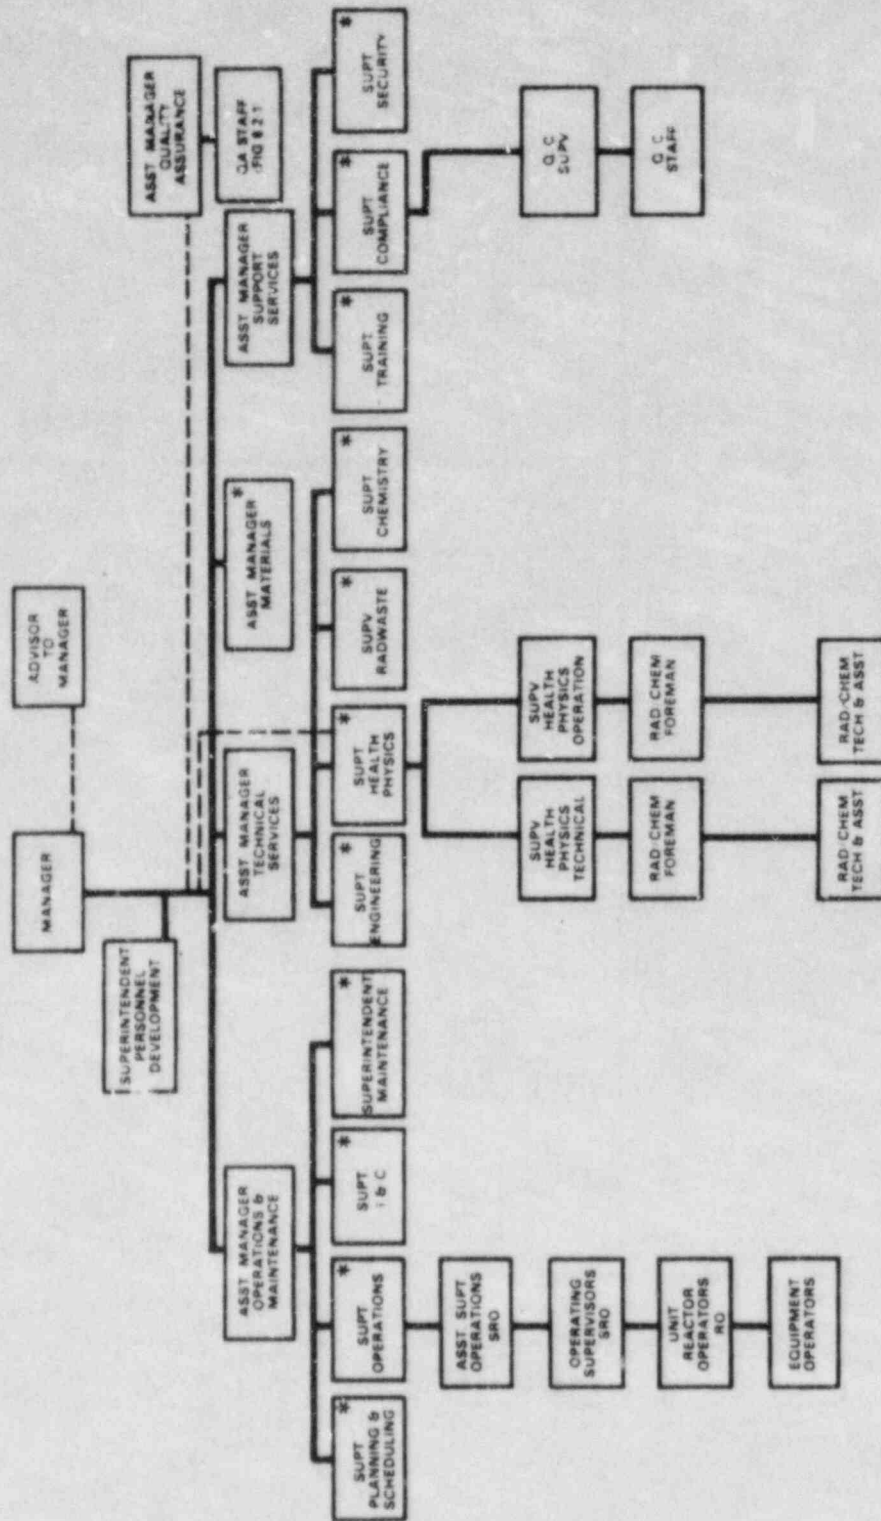 MANAGER
ADVISOR
TO
MANAGER
SUPERINTENDENT
PERSONNEL
DEVELOPMENT
ASST MANAGER
QUALITY
ASSURANCE
QA STAFF
ASST MANAGER
OPERATIONS &
MAINTENANCE
ASST MANAGER
TECHNICAL
SERVICES
*
ASST MANAGER
MATERIALS
ASST MANAGER
SUPPORT
SERVICES
*
SUPT
PLANNING &
SCHEDULING
*
SUPT
OPERATIONS
*
SUPT
I & C
*
SUPERINTENDENT
MAINTENANCE
*
SUPT
ENGINEERING
*
SUPT
HEALTH
PHYSICS
*
SUPV
RADWASTE
*
SUPT
CHEMISTRY
*
SUPT
TRAINING
*
SUPT
COMPLIANCE
*
SUPT
SECURITY
ASST SUPT
OPERATIONS
SRO
OPERATING
SUPERVISORS
SRO
UNIT
REACTOR
OPERATORS
RO
EQUIPMENT
OPERATORS
SUPV
HEALTH
PHYSICS
TECHNICAL
RAD CHEM
FOREMAN
RAD CHEM
TECH & ASST
SUPV
HEALTH
PHYSICS
OPERATION
RAD CHEM
FOREMAN
RAD CHEM
TECH & ASST
Q C
SUPV
Q C
STAFF